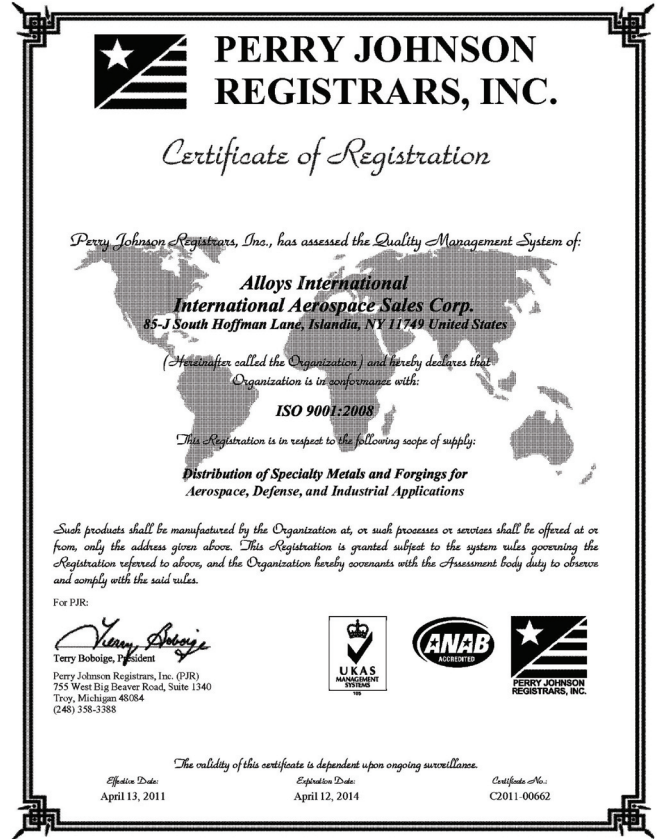 PERRY JOHNSON
REGISTRARS, INC.
Certificate of Registration
Perry Johnson Registrars, Inc., has assessed the Quality Management System of:
Alloys International
International Aerospace Sales Corp.
85-J South Hoffman Lane, Islandia, NY 11749 United States
(Hereinafter called the Organization) and hereby declares that
Organization is in conformance with:
ISO 9001:2008
This Registration is in respect to the following scope of supply:
Distribution of Specialty Metals and Forgings for
Aerospace, Defense, and Industrial Applications
Such products shall be manufactured by the Organization at, or such processes or services shall be offered at or
from, only the address given above. This Registration is granted subject to the system rules governing the
Registration referred to above, and the Organization hereby covenants with the Assessment body duty to observe
and comply with the said rules.
For PJR:
Terry Boboige
Terry Boboige, President
Perry Johnson Registrars, Inc. (PJR)
755 West Big Beaver Road, Suite 1340
Troy, Michigan 48084
(248) 358-3388
UKAS
MANAGEMENT
SYSTEMS
106
ANAB
ACCREDITED
PERRY JOHNSON
REGISTRARS, INC.
The validity of this certificate is dependent upon ongoing surveillance.
Effective Date: Expiration Date: Certificate No.:
April 13, 2011 April 12, 2014 C2011-00662